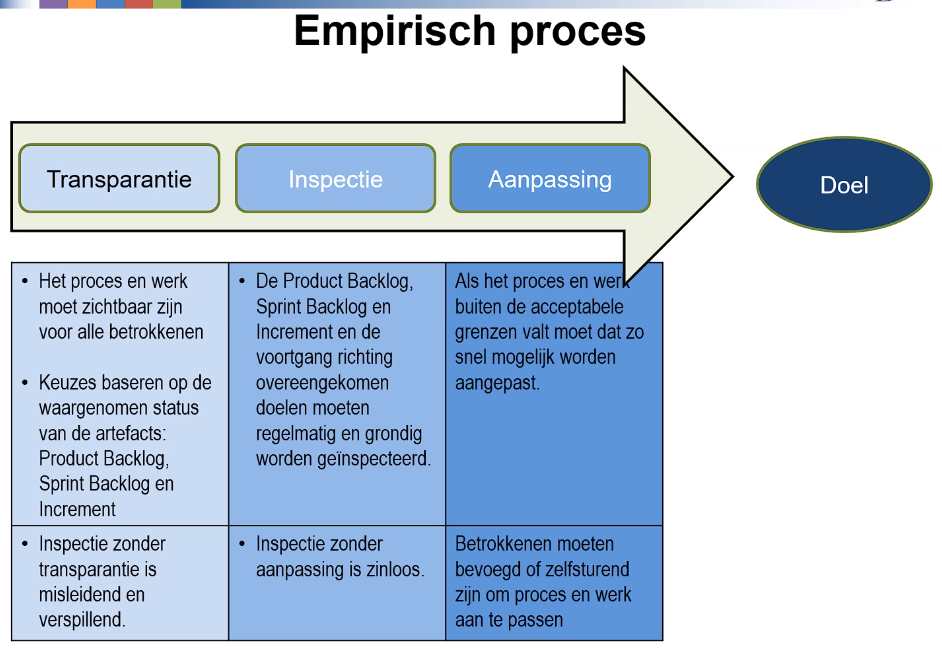 Empirisch proces
Transparantie
Inspectie
Aanpassing
Doel
• Het proces en werk
moet zichtbaar zijn
voor alle betrokkenen
• Keuzes baseren op de
waargenomen status
van de artefacts:
Product Backlog,
Sprint Backlog en
Increment
• De Product Backlog,
Sprint Backlog en
Increment en de
voortgang richting
overeengekomen
doelen moeten
regelmatig en grondig
worden geïnspecteerd.
Als het proces en werk
buiten de acceptabele
grenzen valt moet dat zo
snel mogelijk worden
aangepast.
• Inspectie zonder
transparantie is
misleidend en
verspillend.
• Inspectie zonder
aanpassing is zinloos.
Betrokkenen moeten
bevoegd of zelfsturend
zijn om proces en werk
aan te passen